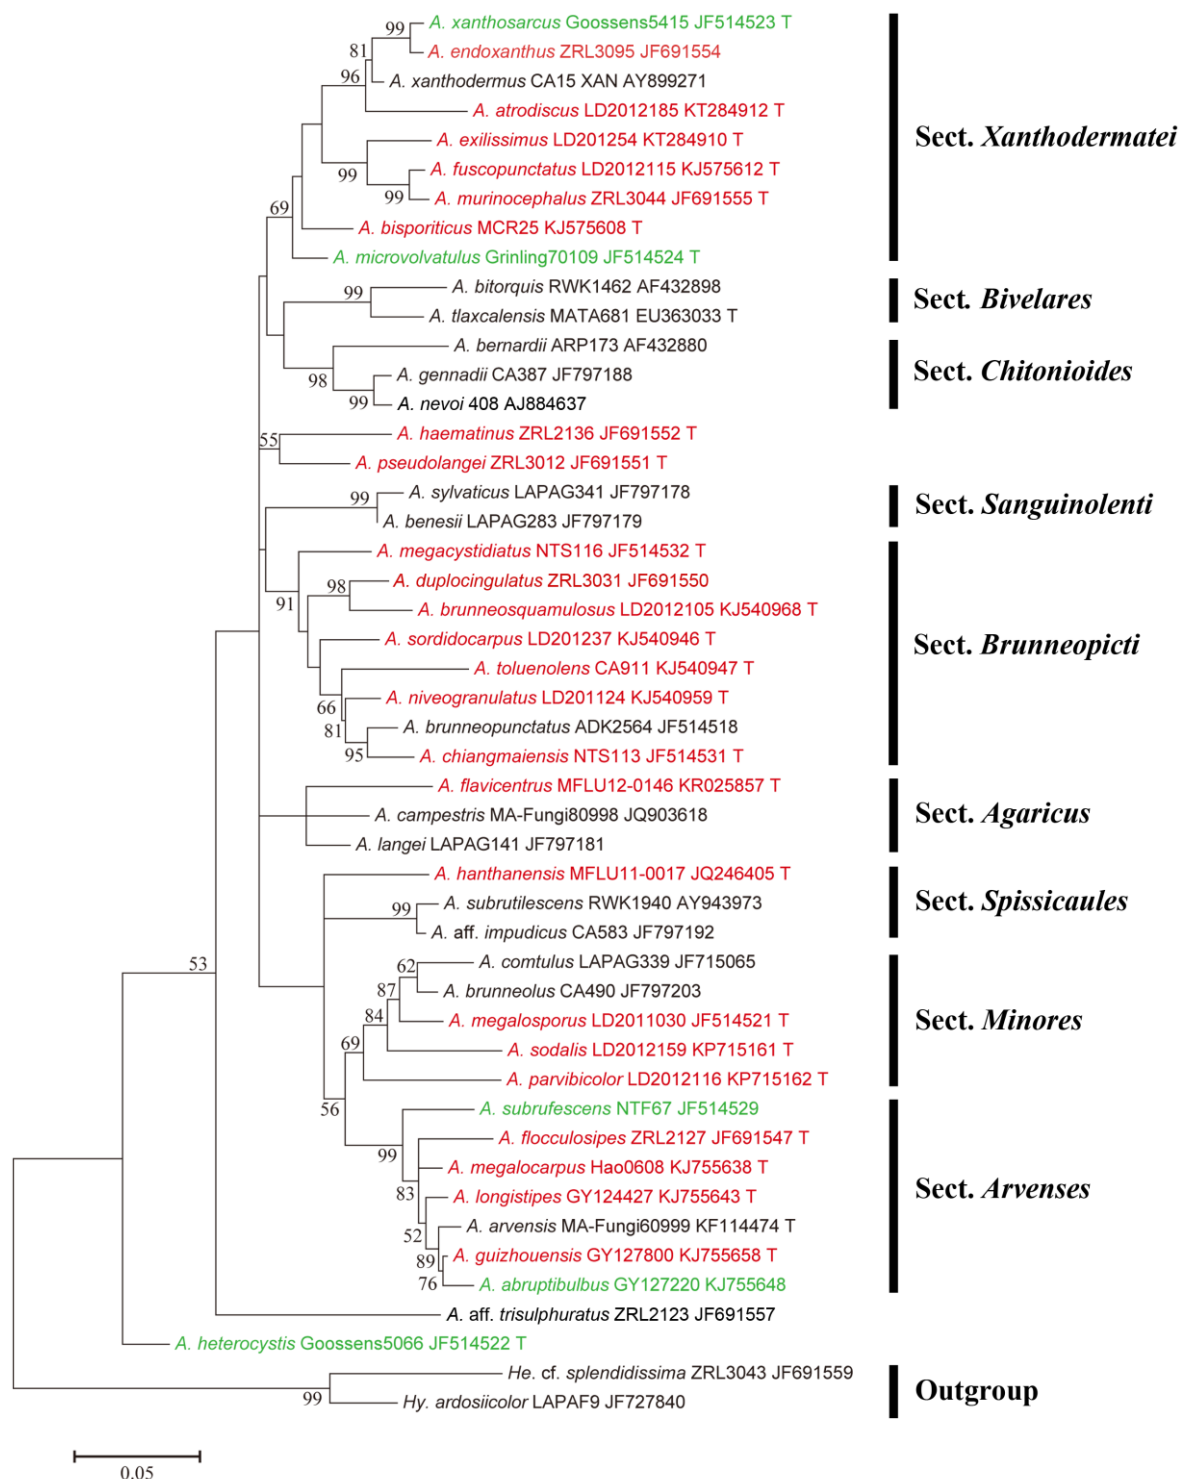 99 A. xanthosarcus Goossens5415 JF514523 T
81 A. endoxanthus ZRL3095 JF691554
96 A. xanthodermus CA15 XAN AY899271
A. atrodiscus LD2012185 KT284912 T
Sect. Xanthodermatei
A. exilissimus LD201254 KT284910 T
99 A. fuscopunctatus LD2012115 KJ575612 T
99 A. murinocephalus ZRL3044 JF691555 T
69 A. bisporiticus MCR25 KJ575608 T
A. microvolvatulus Grinling70109 JF514524 T
99 A. bitorquis RWK1462 AF432898
Sect. Bivelares
A. tlaxcalensis MATA681 EU363033 T
A. bernardii ARP173 AF432880
98 A. gennadii CA387 JF797188
Sect. Chitonioides
99 A. nevoi 408 AJ884637
55 A. haematinus ZRL2136 JF691552 T
A. pseudolangei ZRL3012 JF691551 T
99 A. sylvaticus LAPAG341 JF797178
Sect. Sanguinolenti
A. benesii LAPAG283 JF797179
A. megacystidiatus NTS116 JF514532 T
98 A. duplocingulatus ZRL3031 JF691550
91 A. brunneosquamulosus LD2012105 KJ540968 T
A. sordidocarpus LD201237 KJ540946 T
Sect. Brunneopicti
A. toluenolens CA911 KJ540947 T
66 A. niveogranulatus LD201124 KJ540959 T
81 A. brunneopunctatus ADK2564 JF514518
95 A. chiangmaiensis NTS113 JF514531 T
A. flavicentrus MFLU12-0146 KR025857 T
A. campestris MA-Fungi80998 JQ903618
Sect. Agaricus
A. langei LAPAG141 JF797181
A. hanthanensis MFLU11-0017 JQ246405 T
99 A. subrutilescens RWK1940 AY943973
Sect. Spissicaules
A. aff. impudicus CA583 JF797192
53
62 A. comtulus LAPAG339 JF715065
87 A. brunneolus CA490 JF797203
84 A. megalosporus LD2011030 JF514521 T
Sect. Minores
69 A. sodalis LD2012159 KP715161 T
A. parvibicolor LD2012116 KP715162 T
56 A. subrufescens NTF67 JF514529
A. flocculosipes ZRL2127 JF691547 T
99 A. megalocarpus Hao0608 KJ755638 T
83 A. longistipes GY124427 KJ755643 T
Sect. Arvenses
52 A. arvensis MA-Fungi60999 KF114474 T
89 A. guizhouensis GY127800 KJ755658 T
76 A. abruptibulbus GY127220 KJ755648
A. aff. trisulphuratus ZRL2123 JF691557
A. heterocystis Goossens5066 JF514522 T
He. cf. splendidissima ZRL3043 JF691559
Outgroup
99 Hy. ardosiicolor LAPAF9 JF727840
0.05